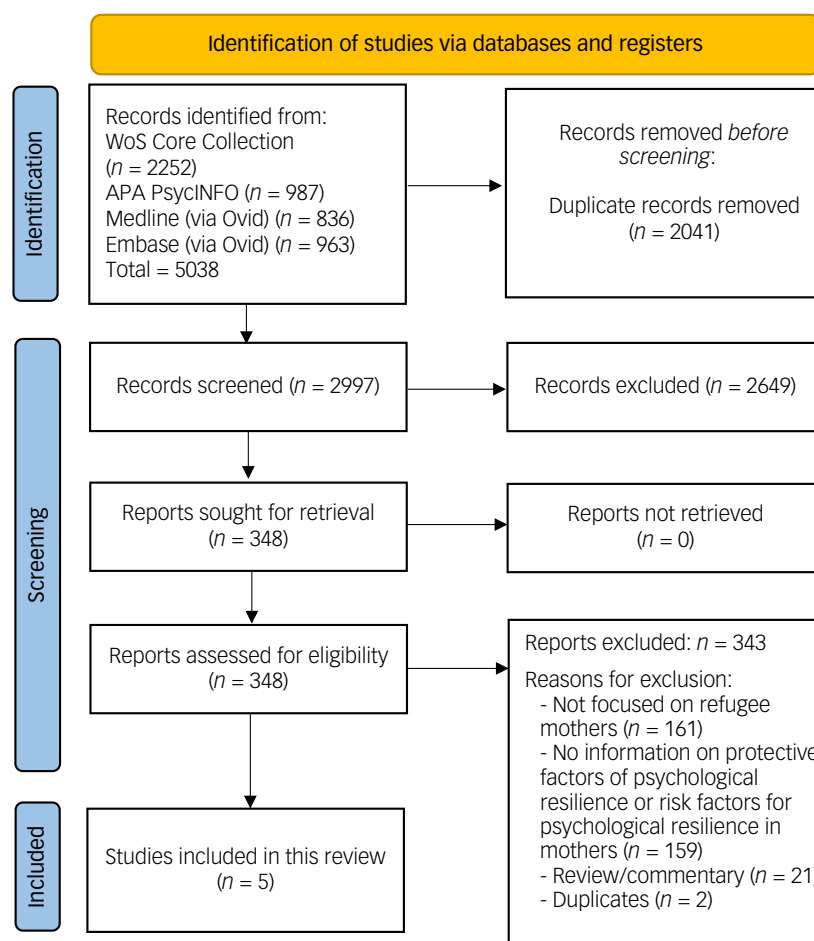 Identification of studies via databases and registers
Identification
Records identified from:
WoS Core Collection
(n = 2252)
APA PsycINFO (n = 987)
Medline (via Ovid) (n = 836)
Embase (via Ovid) (n = 963)
Total = 5038
Records removed before
screening:
Duplicate records removed
(n = 2041)
Screening
Records screened (n = 2997)
Records excluded (n = 2649)
Reports sought for retrieval
(n = 348)
Reports not retrieved
(n = 0)
Reports assessed for eligibility
(n = 348)
Reports excluded: n = 343
Reasons for exclusion:
- Not focused on refugee
mothers (n = 161)
- No information on protective
factors of psychological
resilience or risk factors for
psychological resilience in
mothers (n = 159)
- Review/commentary (n = 21)
- Duplicates (n = 2)
Included
Studies included in this review
(n = 5)